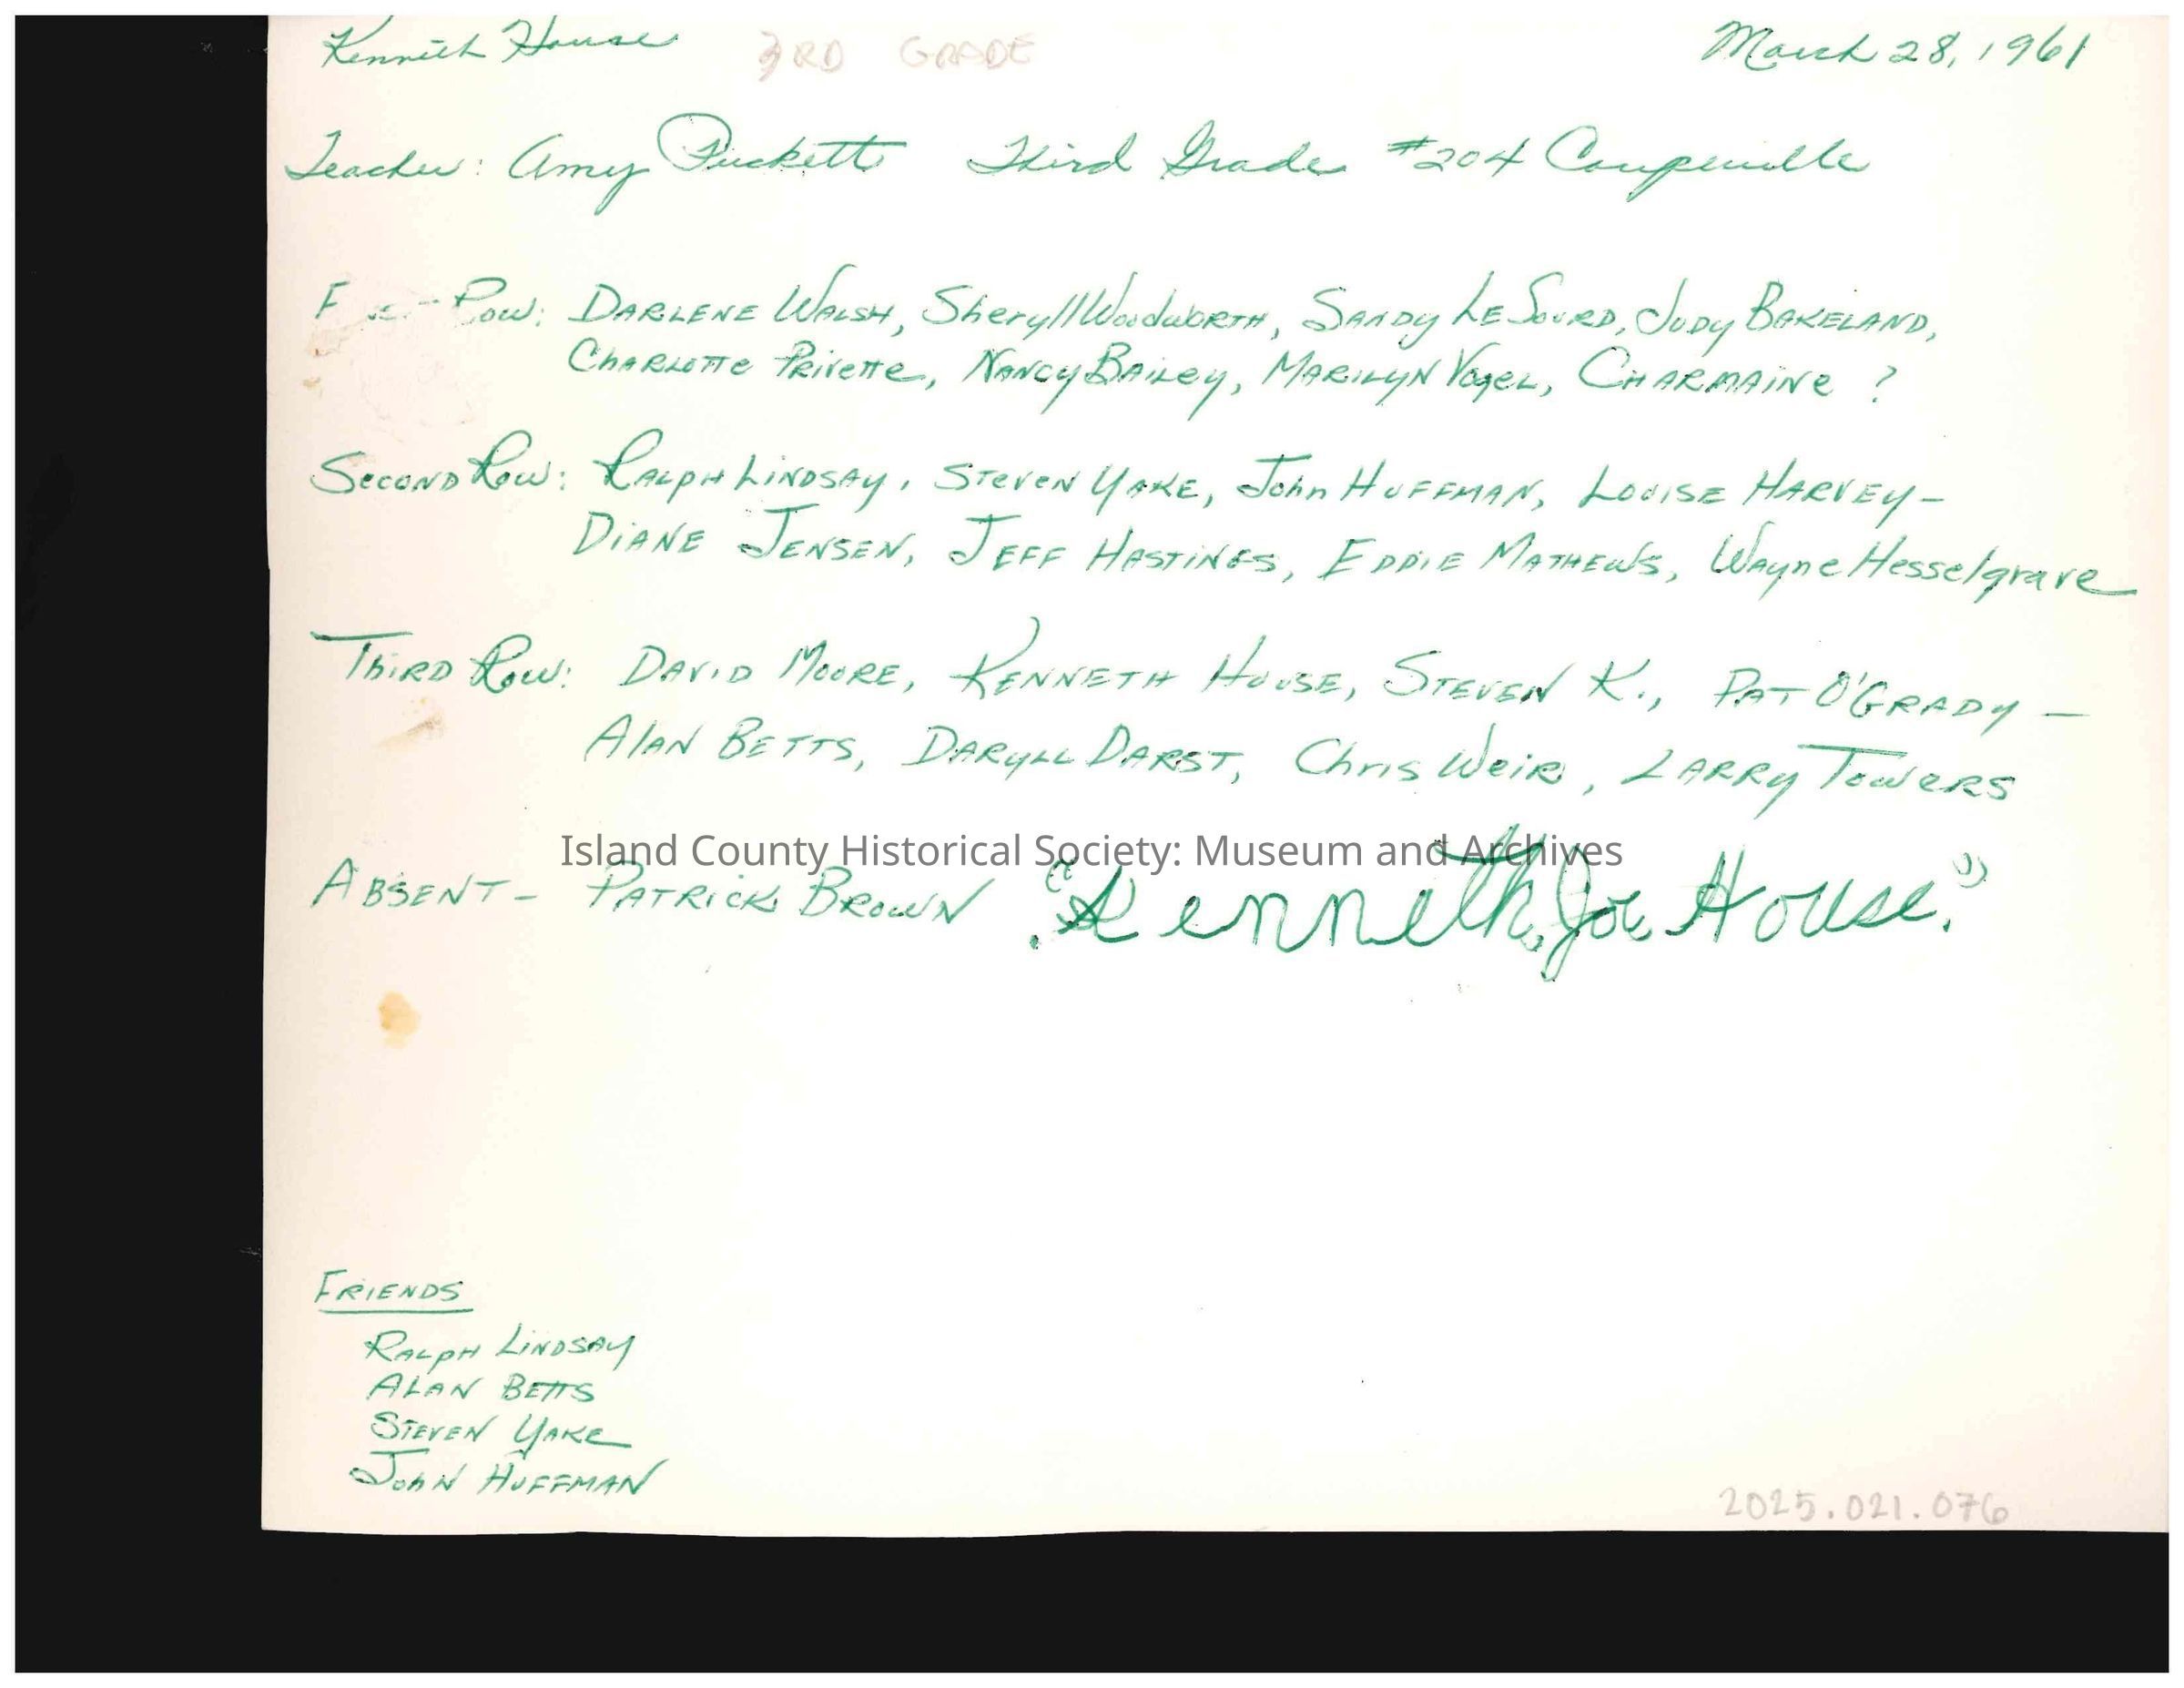 Kenneth House 3RD GRADE March 28, 1961
Teacher: Amy Puckett Third Grade #204 Coupeville
Row: DARLENE WALSH, Sheryll WoodwORTH, SANDY LESOURD, JUDY BAKELAND,
CHARLOTTe PRIVeTTe, NANCY BAILey, MARILYN VogeL, CHARMAINe ?
SECOND Row: RALPH LINDSAY, STeveN YAKE, John HUFFMAN, LOUISE HARVEY-
DIANE JENSEN, JEFF HASTINGS, EDDIE MATHEWS, Wayne Hesselgrave
THIRD Row: DAVID MOORE, KENNETH HOUSE, STEVEN K., PAT O'GRADY-
AlAN BETTS, DARYLL DARST, Chris WeiR, LARRY TOWERS
Island County Historical Society: Museum and Archives
ABSENT- PATRICK BROWN "Kenneth Joe House."
FRIENDS
RALPH LINDSAY
ALAN BETTS
STEVEN YAKE
JOHN HUFFMAN
2025.021.076